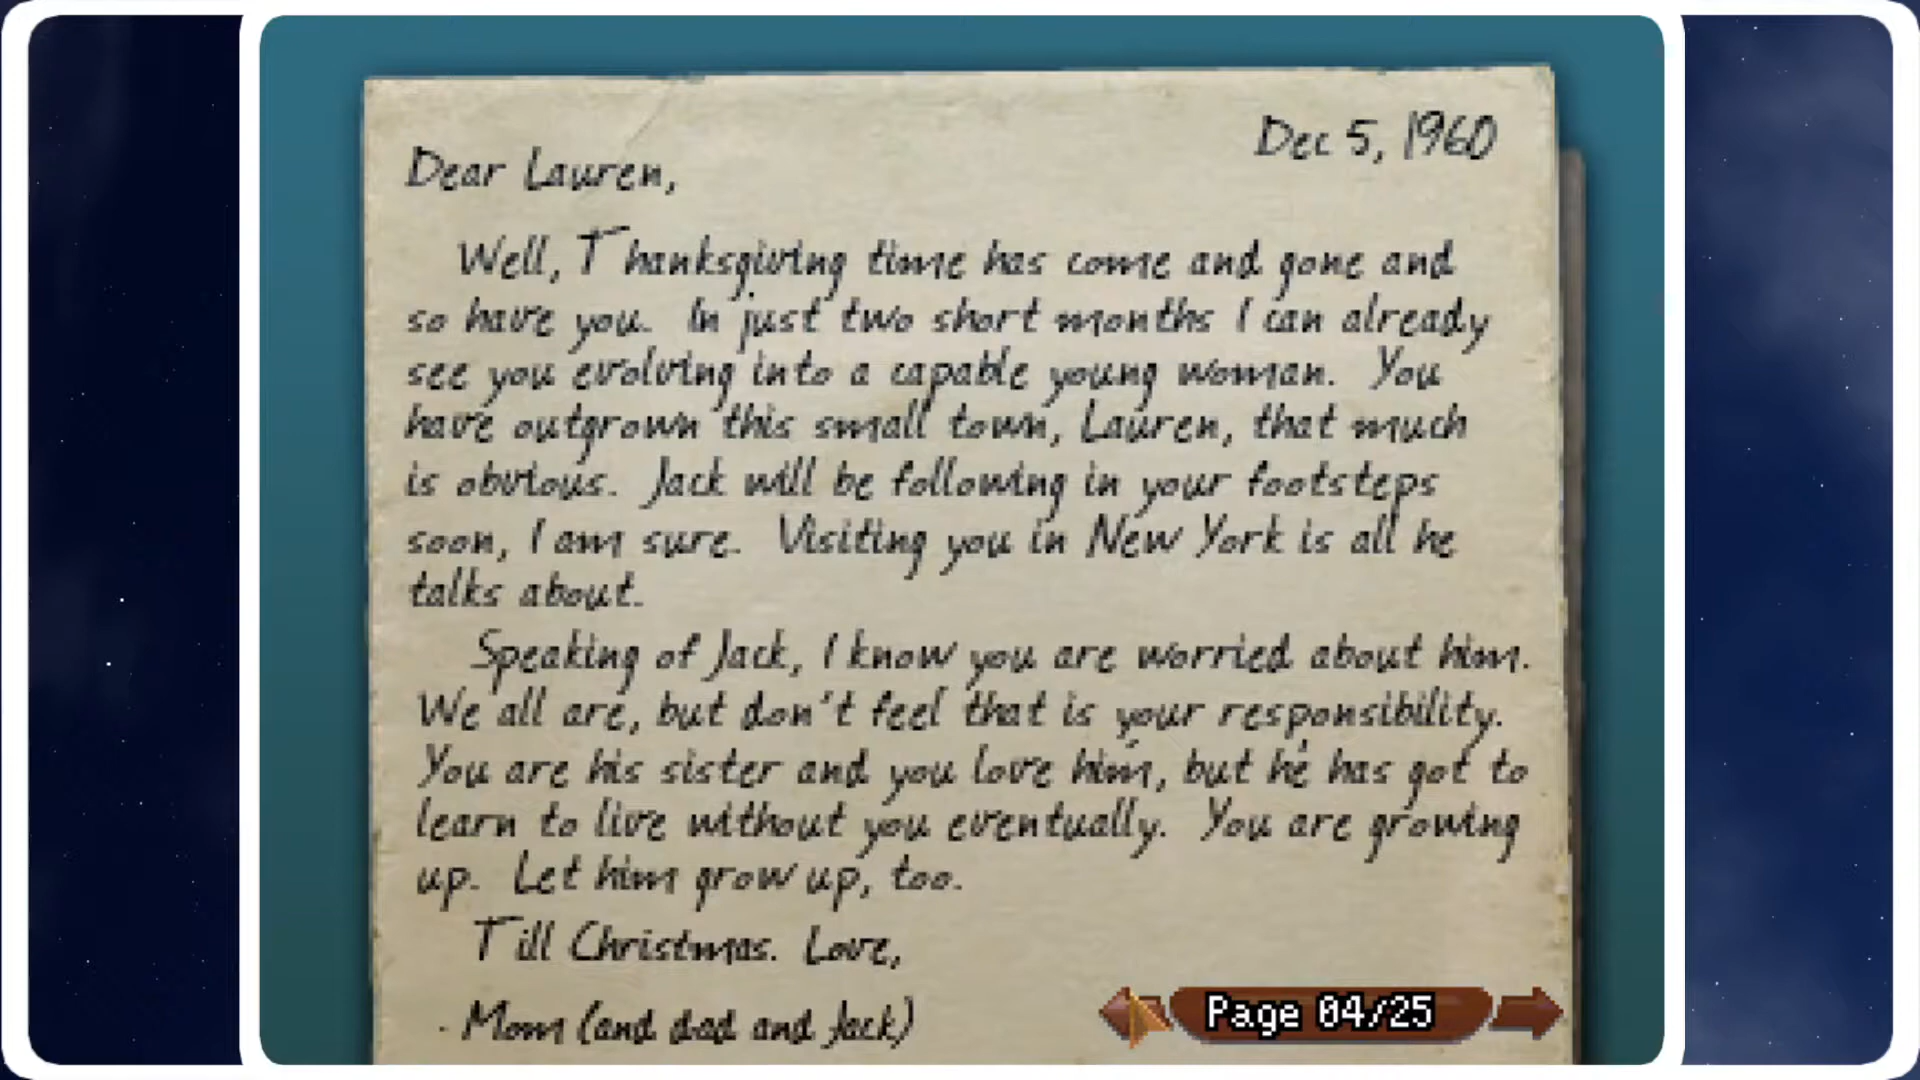 Dec 5, 1960
Dear Lauren,
Well, Thanksgiving time has come and gone and
so have you. In just two short months I can already
see you evolving into a capable young woman. You
have outgrown this small town, Lauren, that much
is obvious. Jack will be following in your footsteps
soon, I am sure. Visiting you in New York is all he
talks about.
Speaking of Jack, I know you are worried about him.
We all are, but don't feel that is your responsibility.
You are his sister and you love him, but he has got to
learn to live without you eventually. You are growing
up. Let him grow up, too.
Till Christmas. Love,
- Mom (and dad and Jack)
Page 04/25